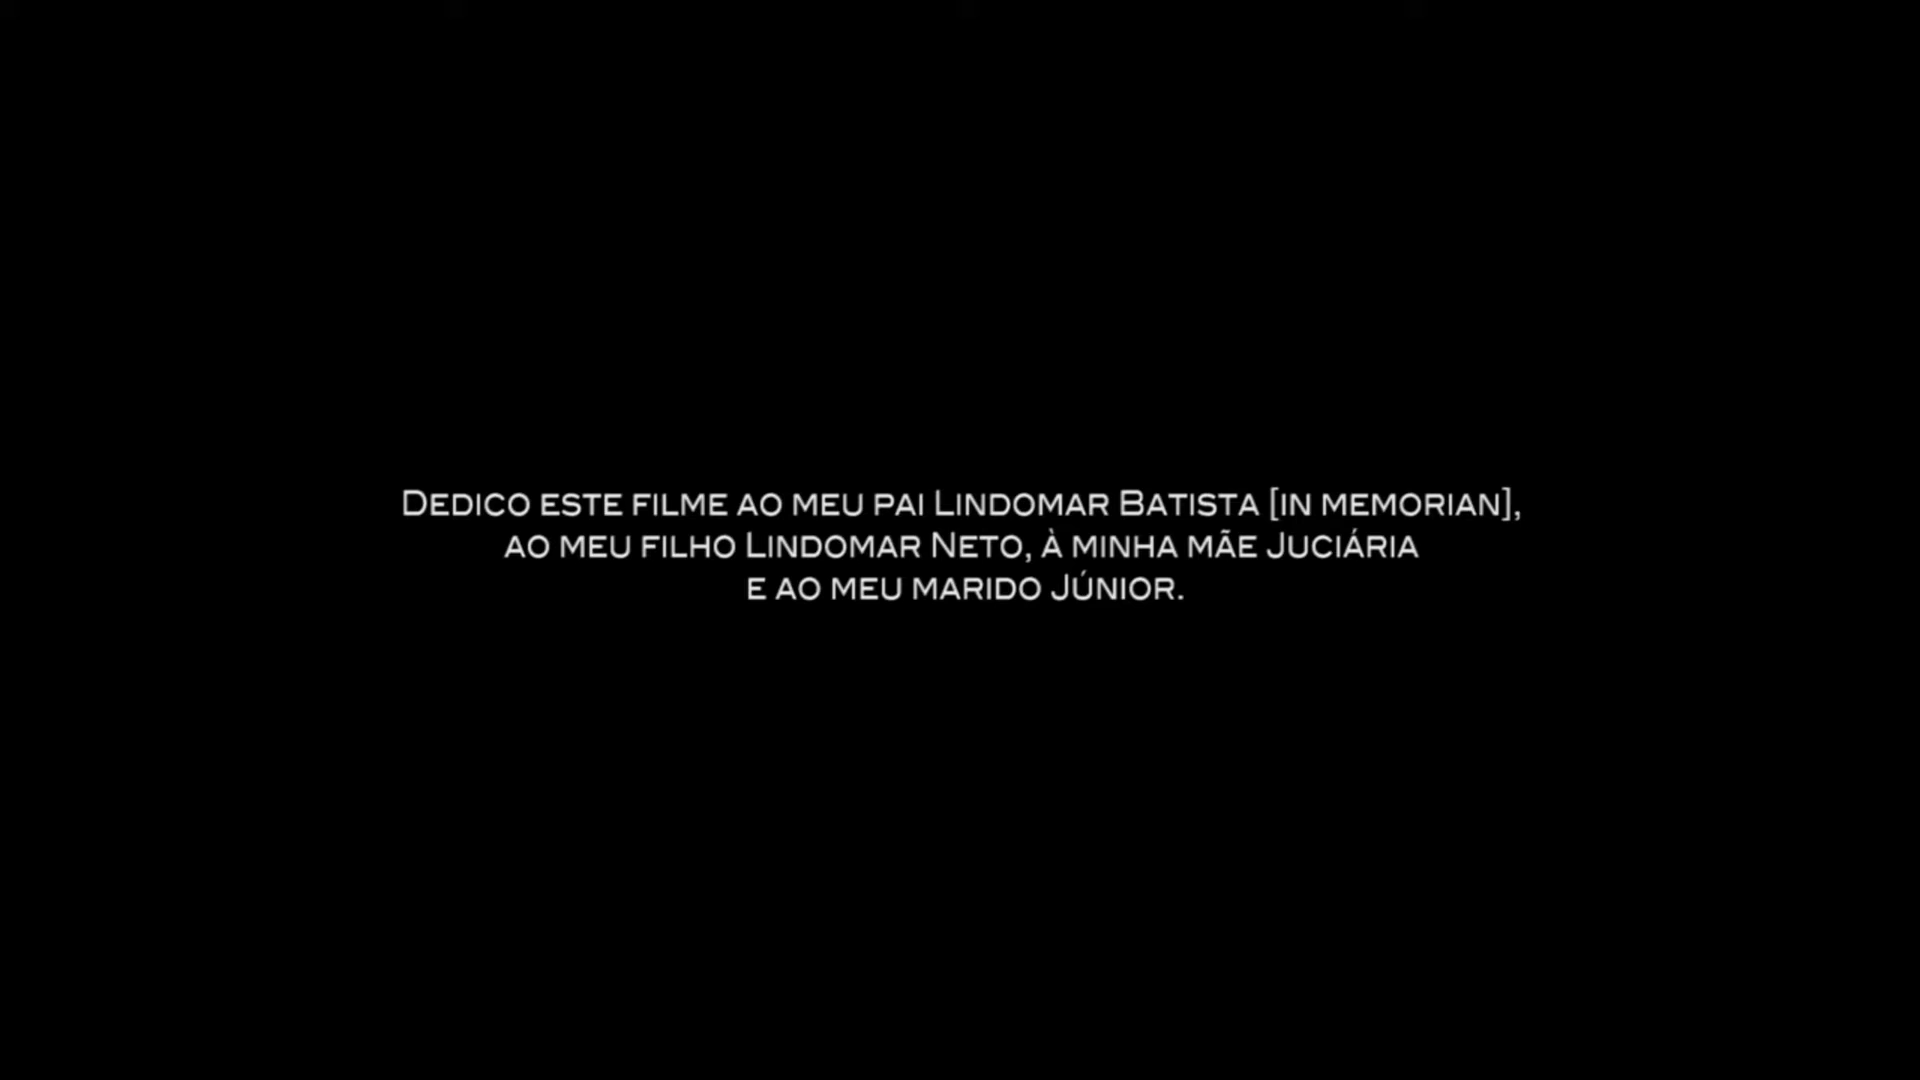 Dedico este filme ao meu pai Lindomar Batista [in memorian],
ao meu filho Lindomar Neto, à minha mãe Juciária
e ao meu marido Júnior.